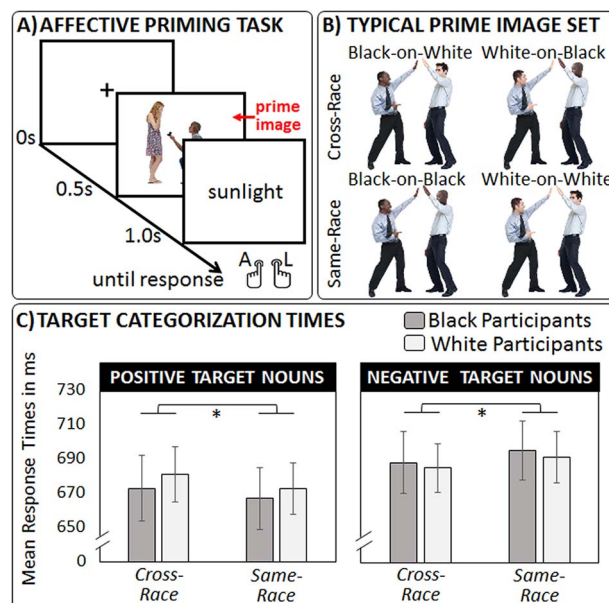 A) AFFECTIVE PRIMING TASK
+
prime
image
0s
sunlight
0.5s
1.0s
A L
until response
B) TYPICAL PRIME IMAGE SET
Black-on-White White-on-Black
Cross-Race
Black-on-Black White-on-White
Same-Race
C) TARGET CATEGORIZATION TIMES
Black Participants
White Participants
Mean Response Times in ms
730
710
690
670
650
0
POSITIVE TARGET NOUNS
*
Cross-
Race
Same-
Race
NEGATIVE TARGET NOUNS
*
Cross-
Race
Same-
Race